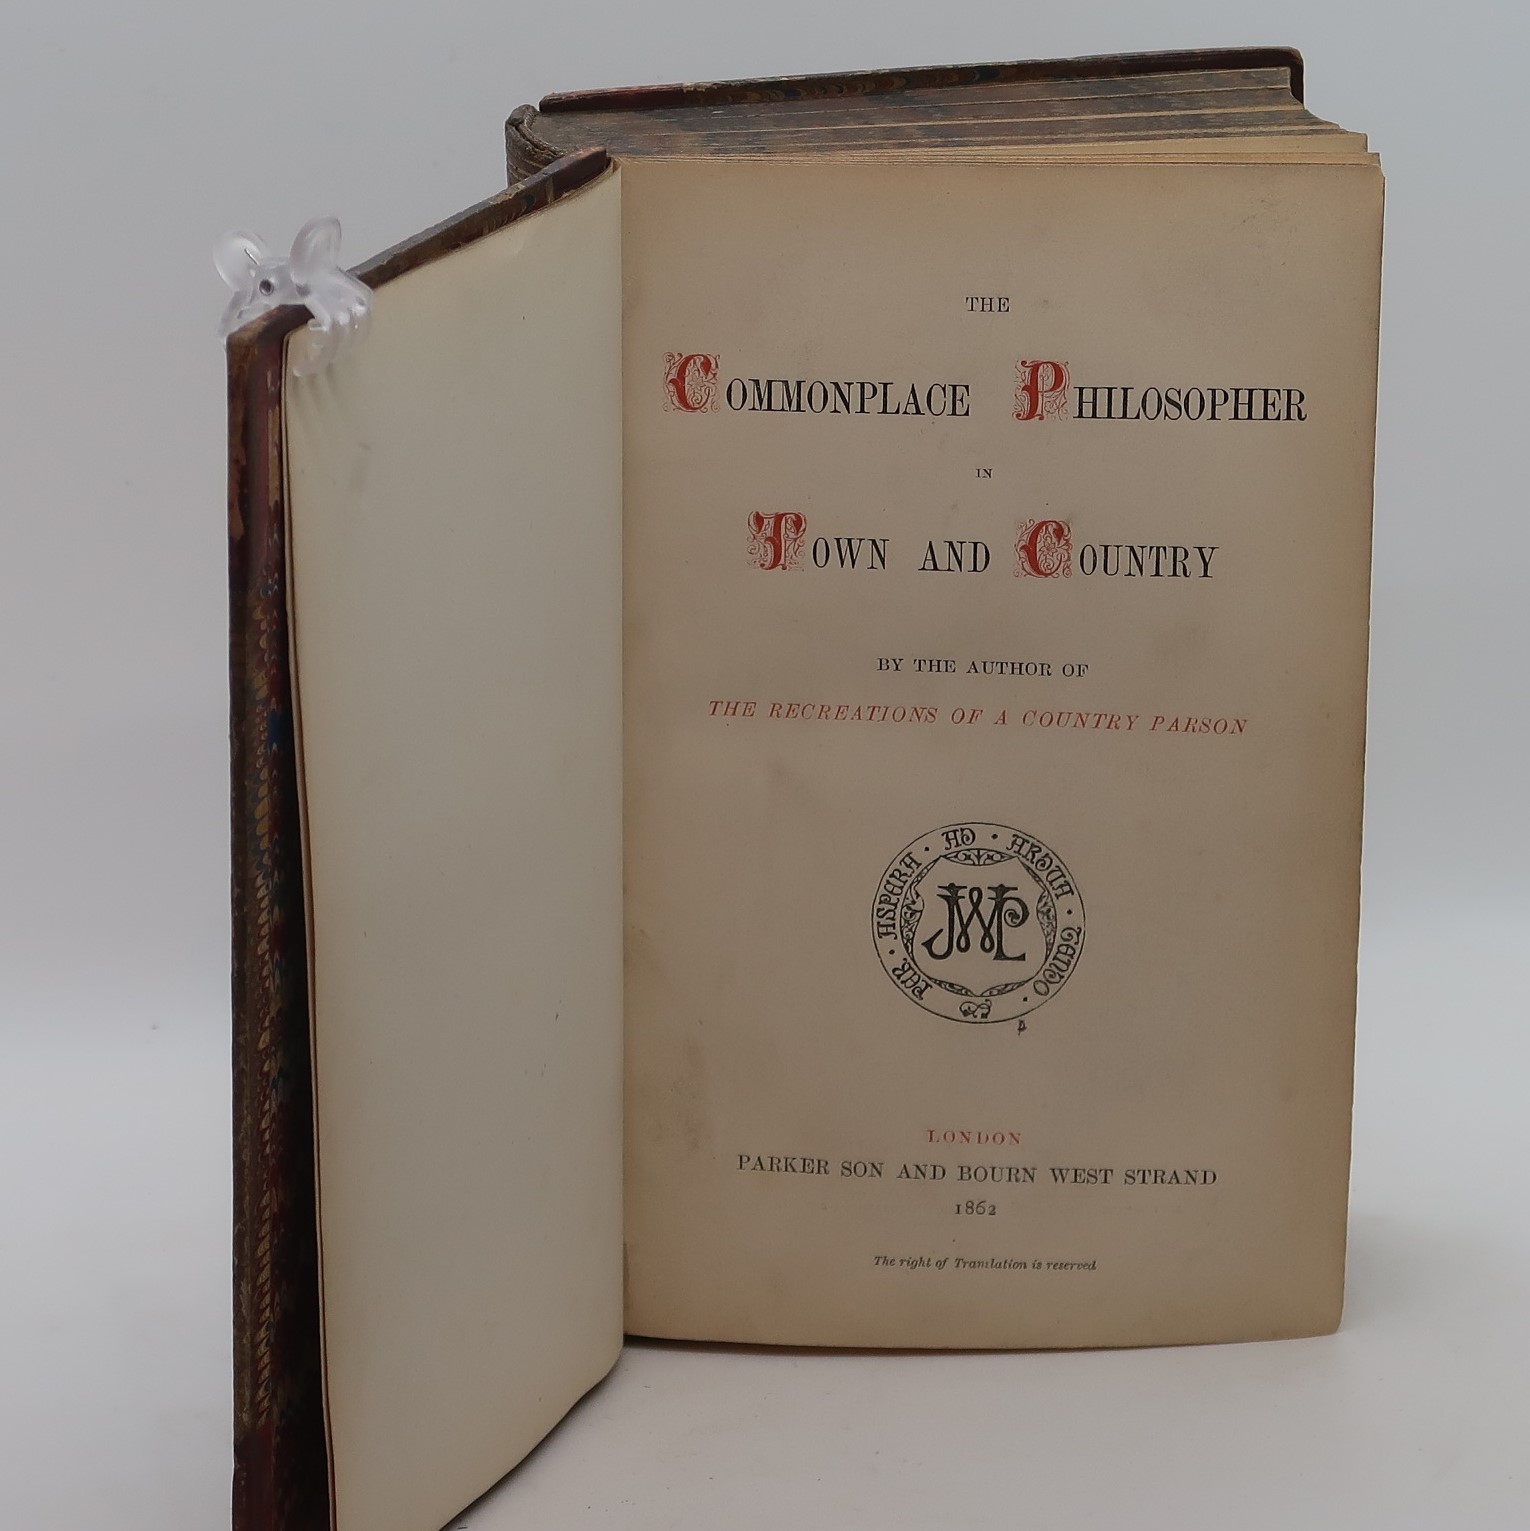 THE
COMMONPLACE PHILOSOPHER
IN
TOWN AND COUNTRY
BY THE AUTHOR OF
THE RECREATIONS OF A COUNTRY PARSON
PER · ASPERA · AD · ARDUA · TENDO ·
JWP
LONDON
PARKER SON AND BOURN WEST STRAND
1862
The right of Translation is reserved